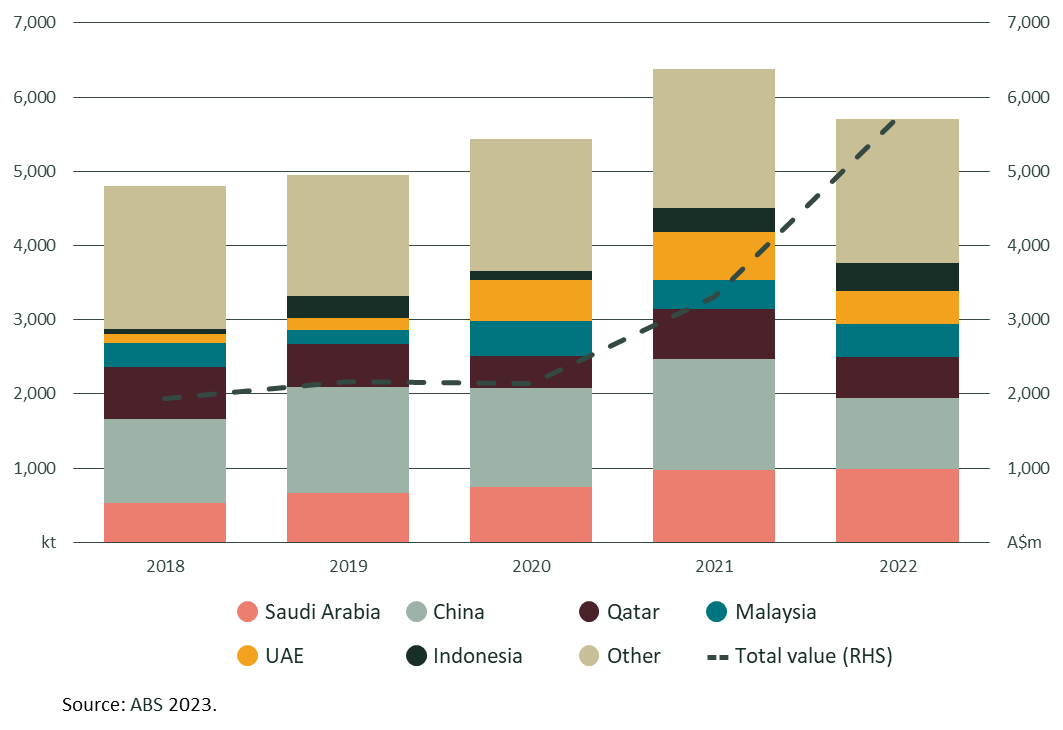 7,000 7,000
6,000 6,000
5,000 5,000
4,000 4,000
3,000 3,000
2,000 2,000
1,000 1,000
kt A$m
2018 2019 2020 2021 2022
Saudi Arabia China Qatar Malaysia
UAE Indonesia Other Total value (RHS)
Source: ABS 2023.